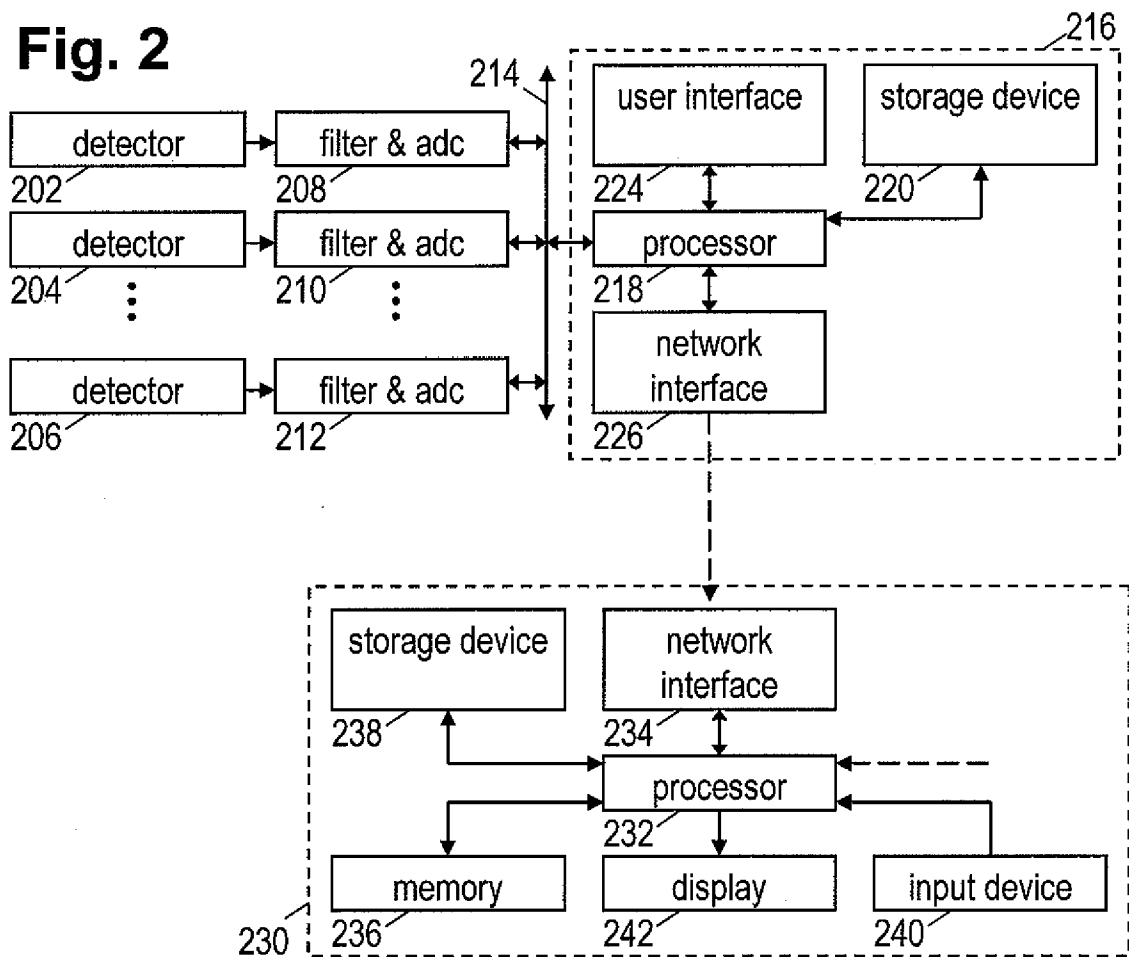 Fig. 2
216
214
user interface
storage device
detector
filter & adc
202
208
224
220
detector
filter & adc
processor
204
210
218
network
interface
detector
filter & adc
206
212
226
storage device
network
interface
238
234
processor
232
memory
display
input device
230
236
242
240